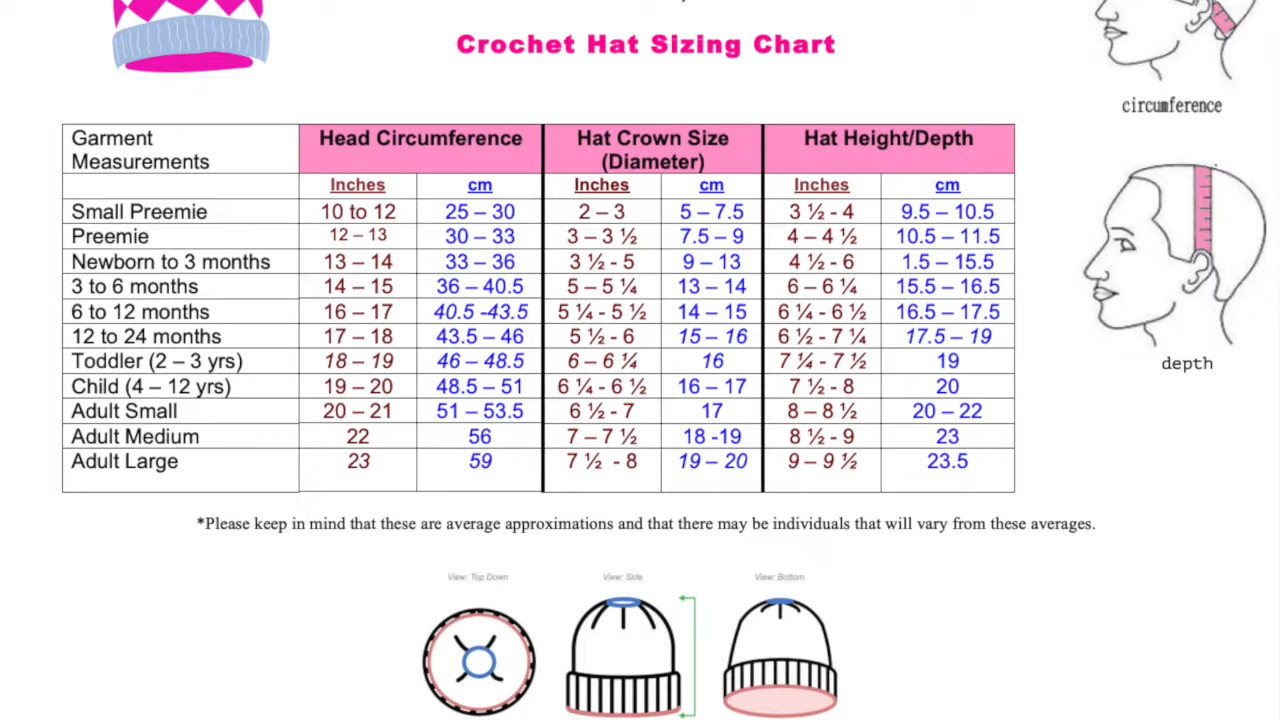 Crochet Hat Sizing Chart
circumference
Garment Measurements Head Circumference Hat Crown Size (Diameter) Hat Height/Depth
Inches cm Inches cm Inches cm
Small Preemie 10 to 12 25 – 30 2 – 3 5 – 7.5 3 ½ - 4 9.5 – 10.5
Preemie 12 – 13 30 – 33 3 – 3 ½ 7.5 – 9 4 – 4 ½ 10.5 – 11.5
Newborn to 3 months 13 – 14 33 – 36 3 ½ - 5 9 – 13 4 ½ - 6 1.5 – 15.5
3 to 6 months 14 – 15 36 – 40.5 5 – 5 ¼ 13 – 14 6 – 6 ¼ 15.5 – 16.5
6 to 12 months 16 – 17 40.5 -43.5 5 ¼ - 5 ½ 14 – 15 6 ¼ - 6 ½ 16.5 – 17.5
12 to 24 months 17 – 18 43.5 – 46 5 ½ - 6 15 – 16 6 ½ - 7 ¼ 17.5 – 19
Toddler (2 – 3 yrs) 18 – 19 46 – 48.5 6 – 6 ¼ 16 7 ¼ - 7 ½ 19
Child (4 – 12 yrs) 19 – 20 48.5 – 51 6 ¼ - 6 ½ 16 – 17 7 ½ - 8 20
Adult Small 20 – 21 51 – 53.5 6 ½ - 7 17 8 – 8 ½ 20 – 22
Adult Medium 22 56 7 – 7 ½ 18 -19 8 ½ - 9 23
Adult Large 23 59 7 ½ - 8 19 – 20 9 – 9 ½ 23.5
depth
*Please keep in mind that these are average approximations and that there may be individuals that will vary from these averages.
View: Top Down View: Side View: Bottom